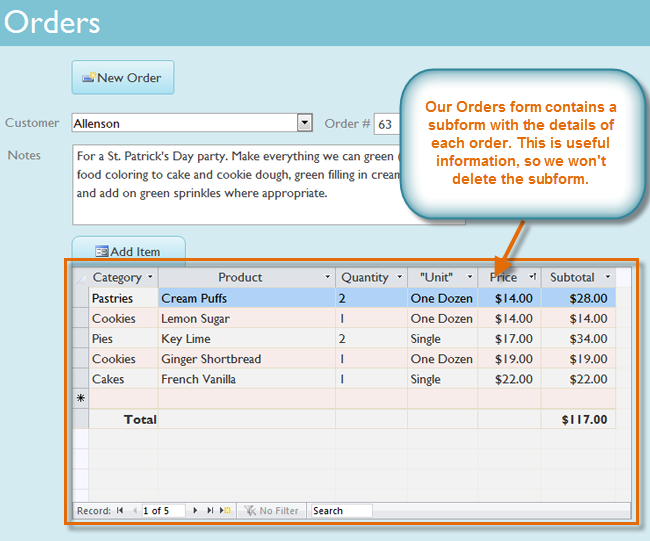 Orders
New Order
Our Orders form contains a
subform with the details of
each order. This is useful
information, so we won't
delete the subform.
Customer Allenson Order # 63
Notes For a St. Patrick's Day party. Make everything we can green (
food coloring to cake and cookie dough, green filling in cream
and add on green sprinkles where appropriate.
Add Item
Category Product Quantity "Unit" Price Subtotal
Pastries Cream Puffs 2 One Dozen $14.00 $28.00
Cookies Lemon Sugar 1 One Dozen $14.00 $14.00
Pies Key Lime 2 Single $17.00 $34.00
Cookies Ginger Shortbread 1 One Dozen $19.00 $19.00
Cakes French Vanilla 1 Single $22.00 $22.00
Total $117.00
Record: 1 of 5 No Filter Search